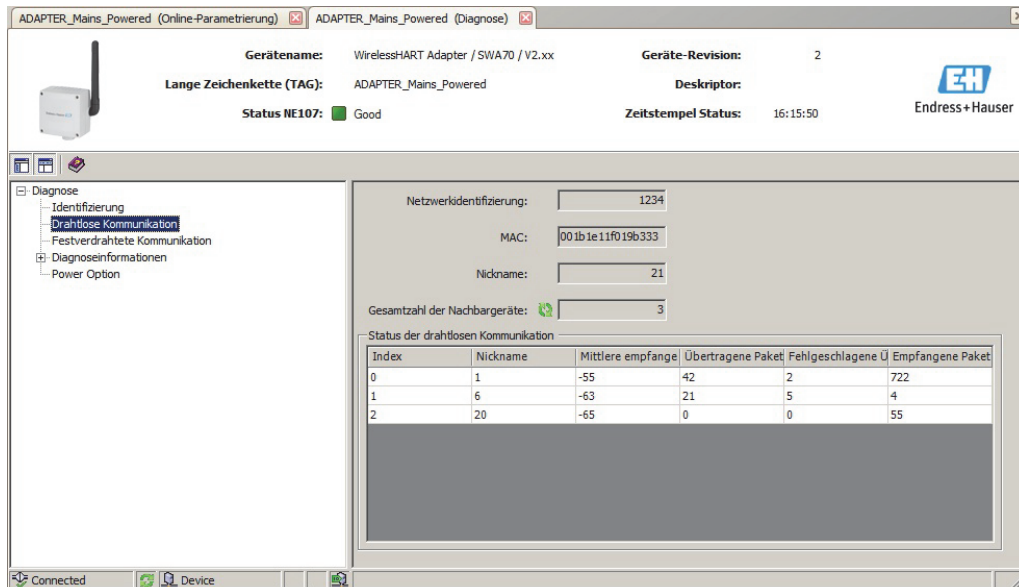 ADAPTER_Mains_Powered (Online-Parametrierung) ADAPTER_Mains_Powered (Diagnose)
Gerätename: WirelessHART Adapter / SWA70 / V2.xx Geräte-Revision: 2
Lange Zeichenkette (TAG): ADAPTER_Mains_Powered Deskriptor:
Status NE107: Good Zeitstempel Status: 16:15:50
EH
Endress+Hauser
Diagnose
Identifizierung
Drahtlose Kommunikation
Festverdrahtete Kommunikation
Diagnoseinformationen
Power Option
Netzwerkidentifizierung: 1234
MAC: 001b1e11f019b333
Nickname: 21
Gesamtzahl der Nachbargeräte: 3
Status der drahtlosen Kommunikation
Index Nickname Mittlere empfange Übertragene Paket Fehlgeschlagene Ü Empfangene Paket
0 1 -55 42 2 722
1 6 -63 21 5 4
2 20 -65 0 0 55
Connected Device